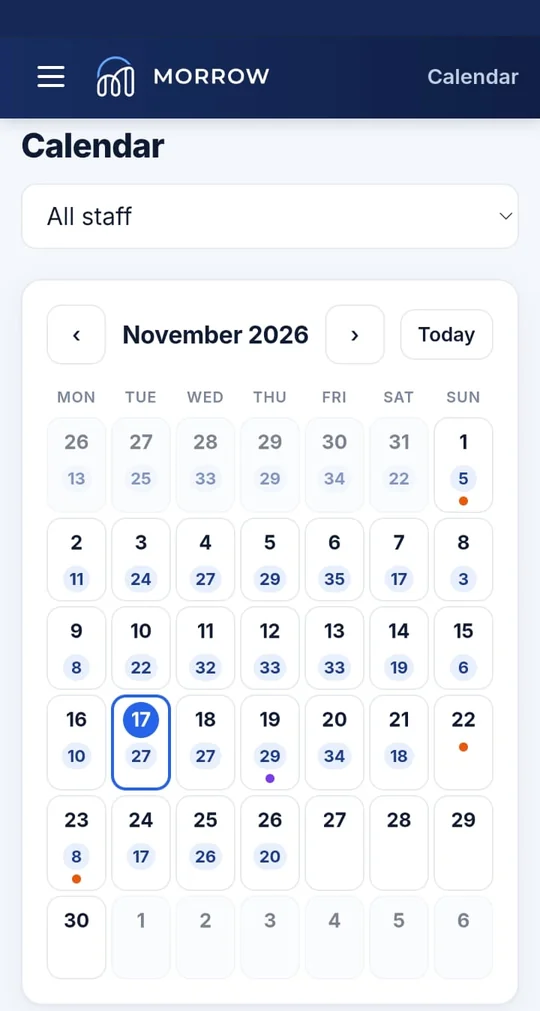 MORROW
Calendar
Calendar
All staff
‹ November 2026 › Today
MON TUE WED THU FRI SAT SUN
26 27 28 29 30 31 1
13 25 33 29 34 22 5
2 3 4 5 6 7 8
11 24 27 29 35 17 3
9 10 11 12 13 14 15
8 22 32 33 33 19 6
16 17 18 19 20 21 22
10 27 27 29 34 18
23 24 25 26 27 28 29
8 17 26 20
30 1 2 3 4 5 6